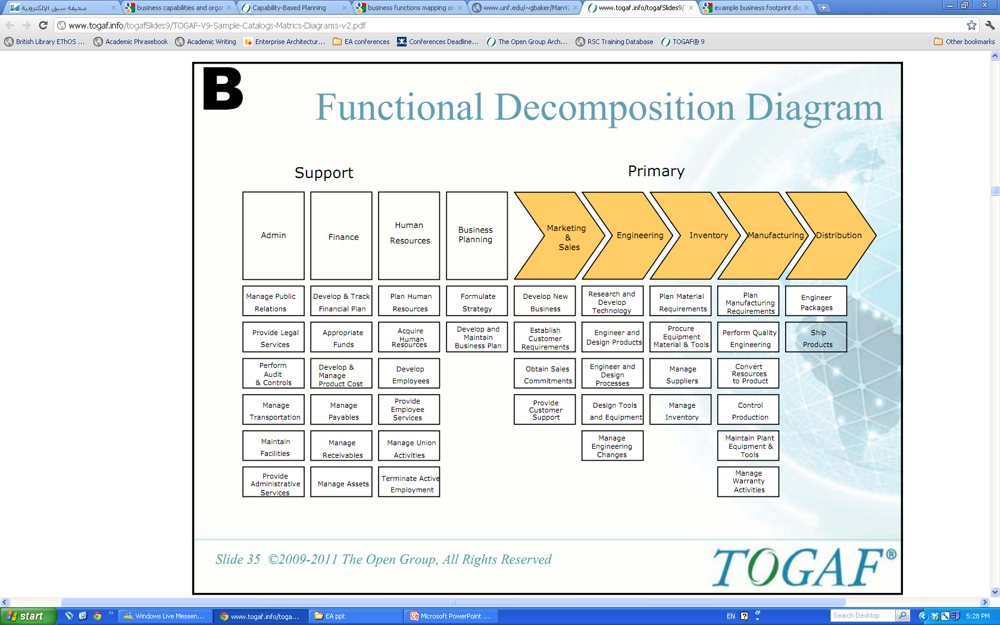 صحيفة سبق الإلكترونية
business capabilities and organ
Capability-Based Planning
business functions mapping or
www.unf.edu/~gbaker/Man42
www.togaf.info/togafSlides9/
example business footprint dia
www.togaf.info/togafSlides9/TOGAF-V9-Sample-Catalogs-Matrics-Diagrams-v2.pdf
British Library EThOS ...
Academic Phrasebook
Academic Writing
Enterprise Architectur...
EA conferences
Conferences Deadline...
The Open Group Arch...
RSC Training Database
TOGAF® 9
Other bookmarks
B
Functional Decomposition Diagram
Support
Primary
Admin
Finance
Human
Resources
Business
Planning
Marketing
&
Sales
Engineering
Inventory
Manufacturing
Distribution
Manage Public
Relations
Develop & Track
Financial Plan
Plan Human
Resources
Formulate
Strategy
Develop New
Business
Research and
Develop
Technology
Plan Material
Requirements
Plan
Manufacturing
Requirements
Engineer
Packages
Provide Legal
Services
Appropriate
Funds
Acquire
Human
Resources
Develop and
Maintain
Business Plan
Establish
Customer
Requirements
Engineer and
Design Products
Procure
Equipment
Material & Tools
Perform Quality
Engineering
Ship
Products
Perform
Audit
& Controls
Develop &
Manage
Product Cost
Develop
Employees
Obtain Sales
Commitments
Engineer and
Design
Processes
Manage
Suppliers
Convert
Resources
to Product
Manage
Transportation
Manage
Payables
Provide
Employee
Services
Provide
Customer
Support
Design Tools
and Equipment
Manage
Inventory
Control
Production
Maintain
Facilities
Manage
Receivables
Manage Union
Activities
Manage
Engineering
Changes
Maintain Plant
Equipment &
Tools
Provide
Administrative
Services
Manage Assets
Terminate Active
Employment
Manage
Warranty
Activities
Slide 35 ©2009-2011 The Open Group, All Rights Reserved
TOGAF®
start
Windows Live Messen...
www.togaf.info/toga...
EA ppt
Microsoft PowerPoint ...
EN
Search Desktop
5:28 PM